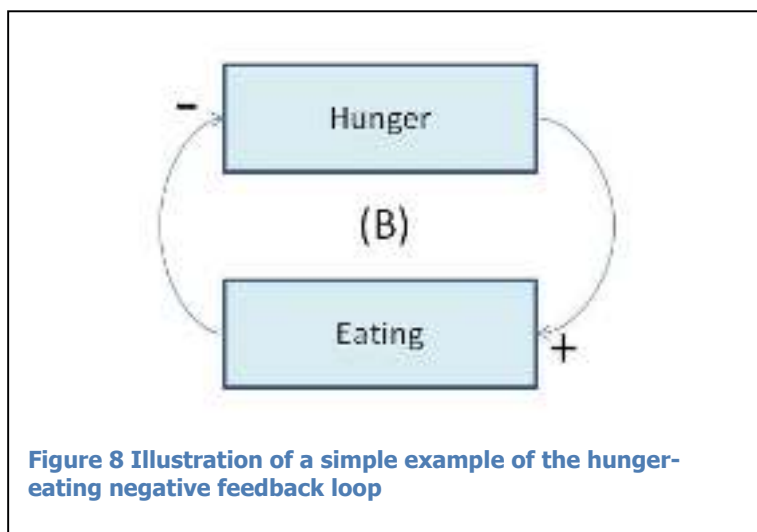 -
Hunger
(B)
Eating
+
Figure 8 Illustration of a simple example of the hunger-
eating negative feedback loop